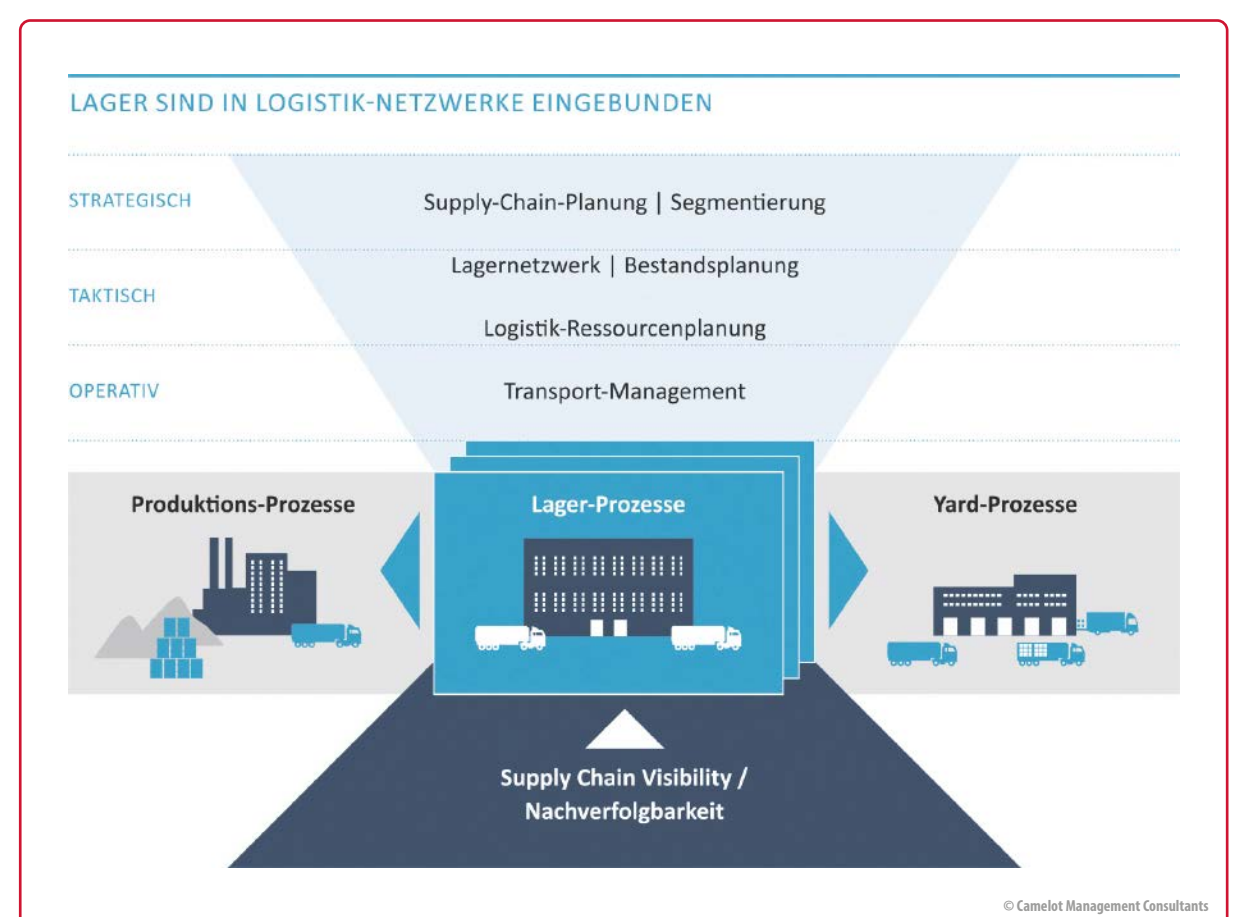 LAGER SIND IN LOGISTIK-NETZWERKE EINGEBUNDEN
STRATEGISCH
Supply-Chain-Planung | Segmentierung
Lagernetzwerk | Bestandsplanung
TAKTISCH
Logistik-Ressourcenplanung
OPERATIV
Transport-Management
Produktions-Prozesse
Lager-Prozesse
Yard-Prozesse
Supply Chain Visibility /
Nachverfolgbarkeit
© Camelot Management Consultants